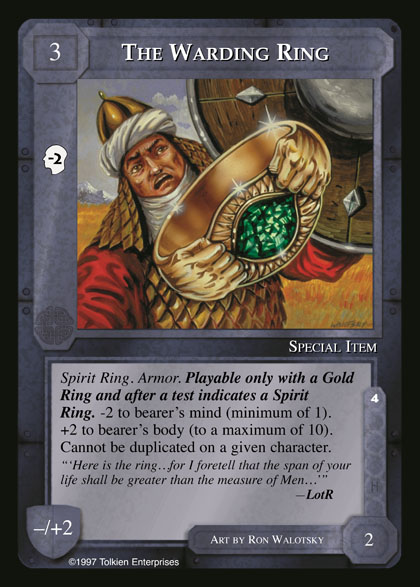 3
THE WARDING RING
-2
SPECIAL ITEM
Spirit Ring. Armor. Playable only with a Gold
Ring and after a test indicates a Spirit
Ring. -2 to bearer's mind (minimum of 1).
+2 to bearer's body (to a maximum of 10).
Cannot be duplicated on a given character.
“‘Here is the ring…for I foretell that the span of your
life shall be greater than the measure of Men…’”
–LotR
4
H
–/+2
ART BY RON WALOTSKY
2
©1997 Tolkien Enterprises